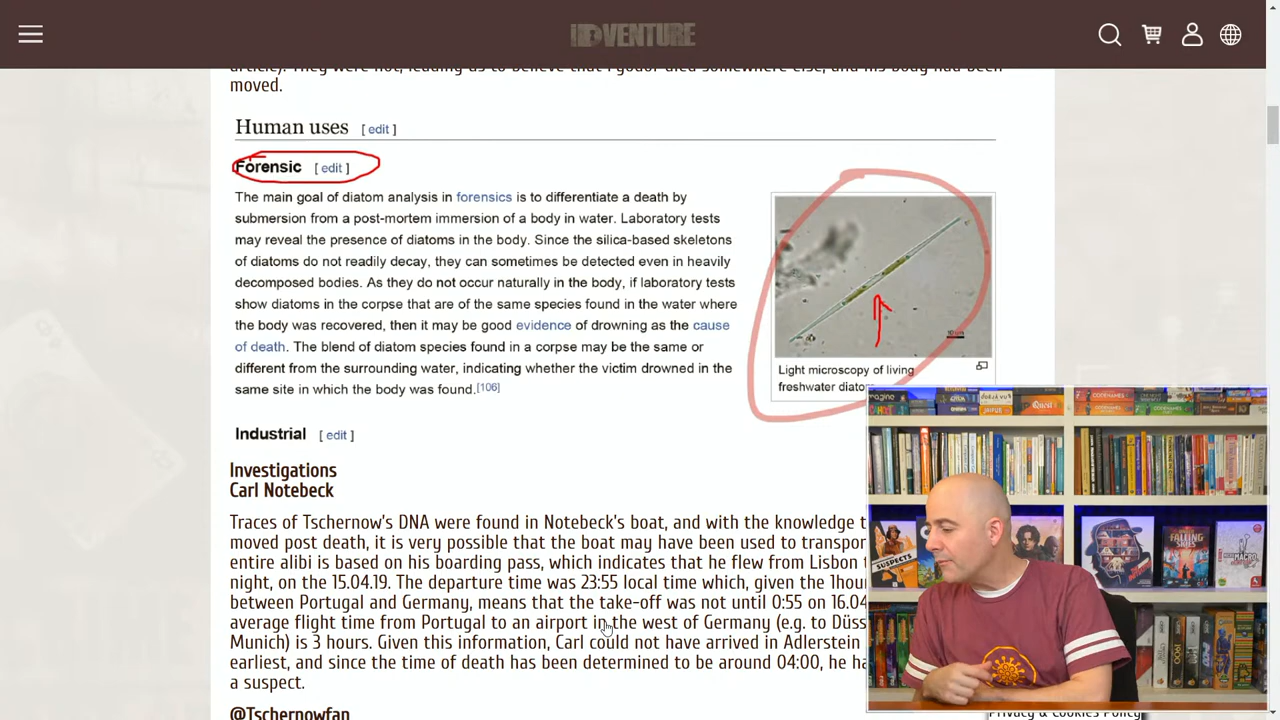 IDVENTURE
moved.
Human uses [ edit ]
Forensic [ edit ]
The main goal of diatom analysis in forensics is to differentiate a death by
submersion from a post-mortem immersion of a body in water. Laboratory tests
may reveal the presence of diatoms in the body. Since the silica-based skeletons
of diatoms do not readily decay, they can sometimes be detected even in heavily
decomposed bodies. As they do not occur naturally in the body, if laboratory tests
show diatoms in the corpse that are of the same species found in the water where
the body was recovered, then it may be good evidence of drowning as the cause
of death. The blend of diatom species found in a corpse may be the same or
different from the surrounding water, indicating whether the victim drowned in the
same site in which the body was found.[106]
10 μm
Light microscopy of living
freshwater
Industrial [ edit ]
Investigations
Carl Notebeck
Traces of Tschernow's DNA were found in Notebeck's boat, and with the knowledge
moved post death, it is very possible that the boat may have been used to
entire alibi is based on his boarding pass, which indicates that he flew from Lisbon
night, on the 15.04.19. The departure time was 23:55 local time which, given the 1hour
between Portugal and Germany, means that the take-off was not until 0:55 on
average flight time from Portugal to an airport in the west of Germany (e.g. to
Munich) is 3 hours. Given this information, Carl could not have arrived in Adlerstein
earliest, and since the time of death has been determined to be around 04:00, he
a suspect.
@Tschernowfan
CODENAMES
JAIPUR
Quest
SUSPECTS
FALLING
SKIES
MACRO
Privacy & Cookies Policy